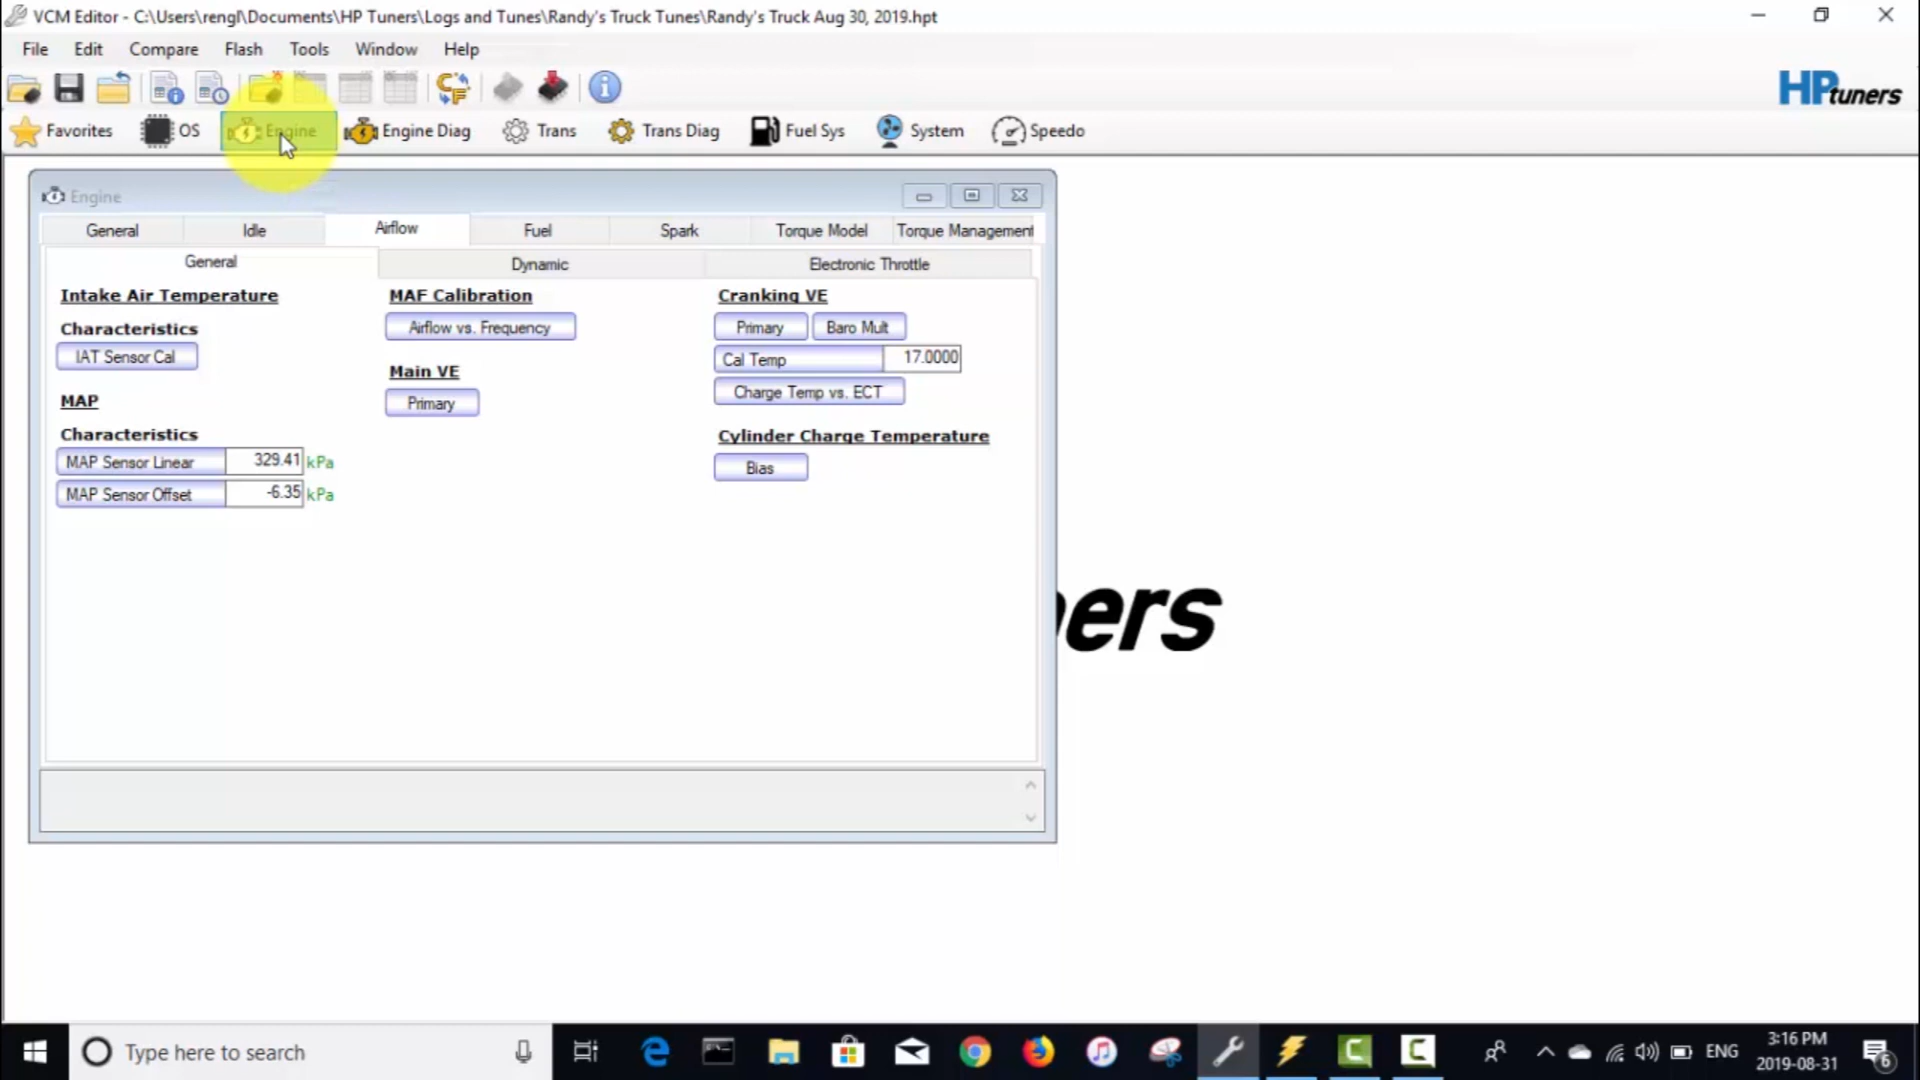 VCM Editor - C:\Users\rengl\Documents\HP Tuners\Logs and Tunes\Randy's Truck Tunes\Randy's Truck Aug 30, 2019.hpt
File Edit Compare Flash Tools Window Help
HPtuners
Favorites OS Engine Engine Diag Trans Trans Diag Fuel Sys System Speedo
Engine
General Idle Airflow Fuel Spark Torque Model Torque Management
General Dynamic Electronic Throttle
Intake Air Temperature
Characteristics
IAT Sensor Cal
MAP
Characteristics
MAP Sensor Linear 329.41 kPa
MAP Sensor Offset -6.35 kPa
MAF Calibration
Airflow vs. Frequency
Main VE
Primary
Cranking VE
Primary Baro Mult
Cal Temp 17.0000
Charge Temp vs. ECT
Cylinder Charge Temperature
Bias
ners
Type here to search
ENG
3:16 PM
2019-08-31
6